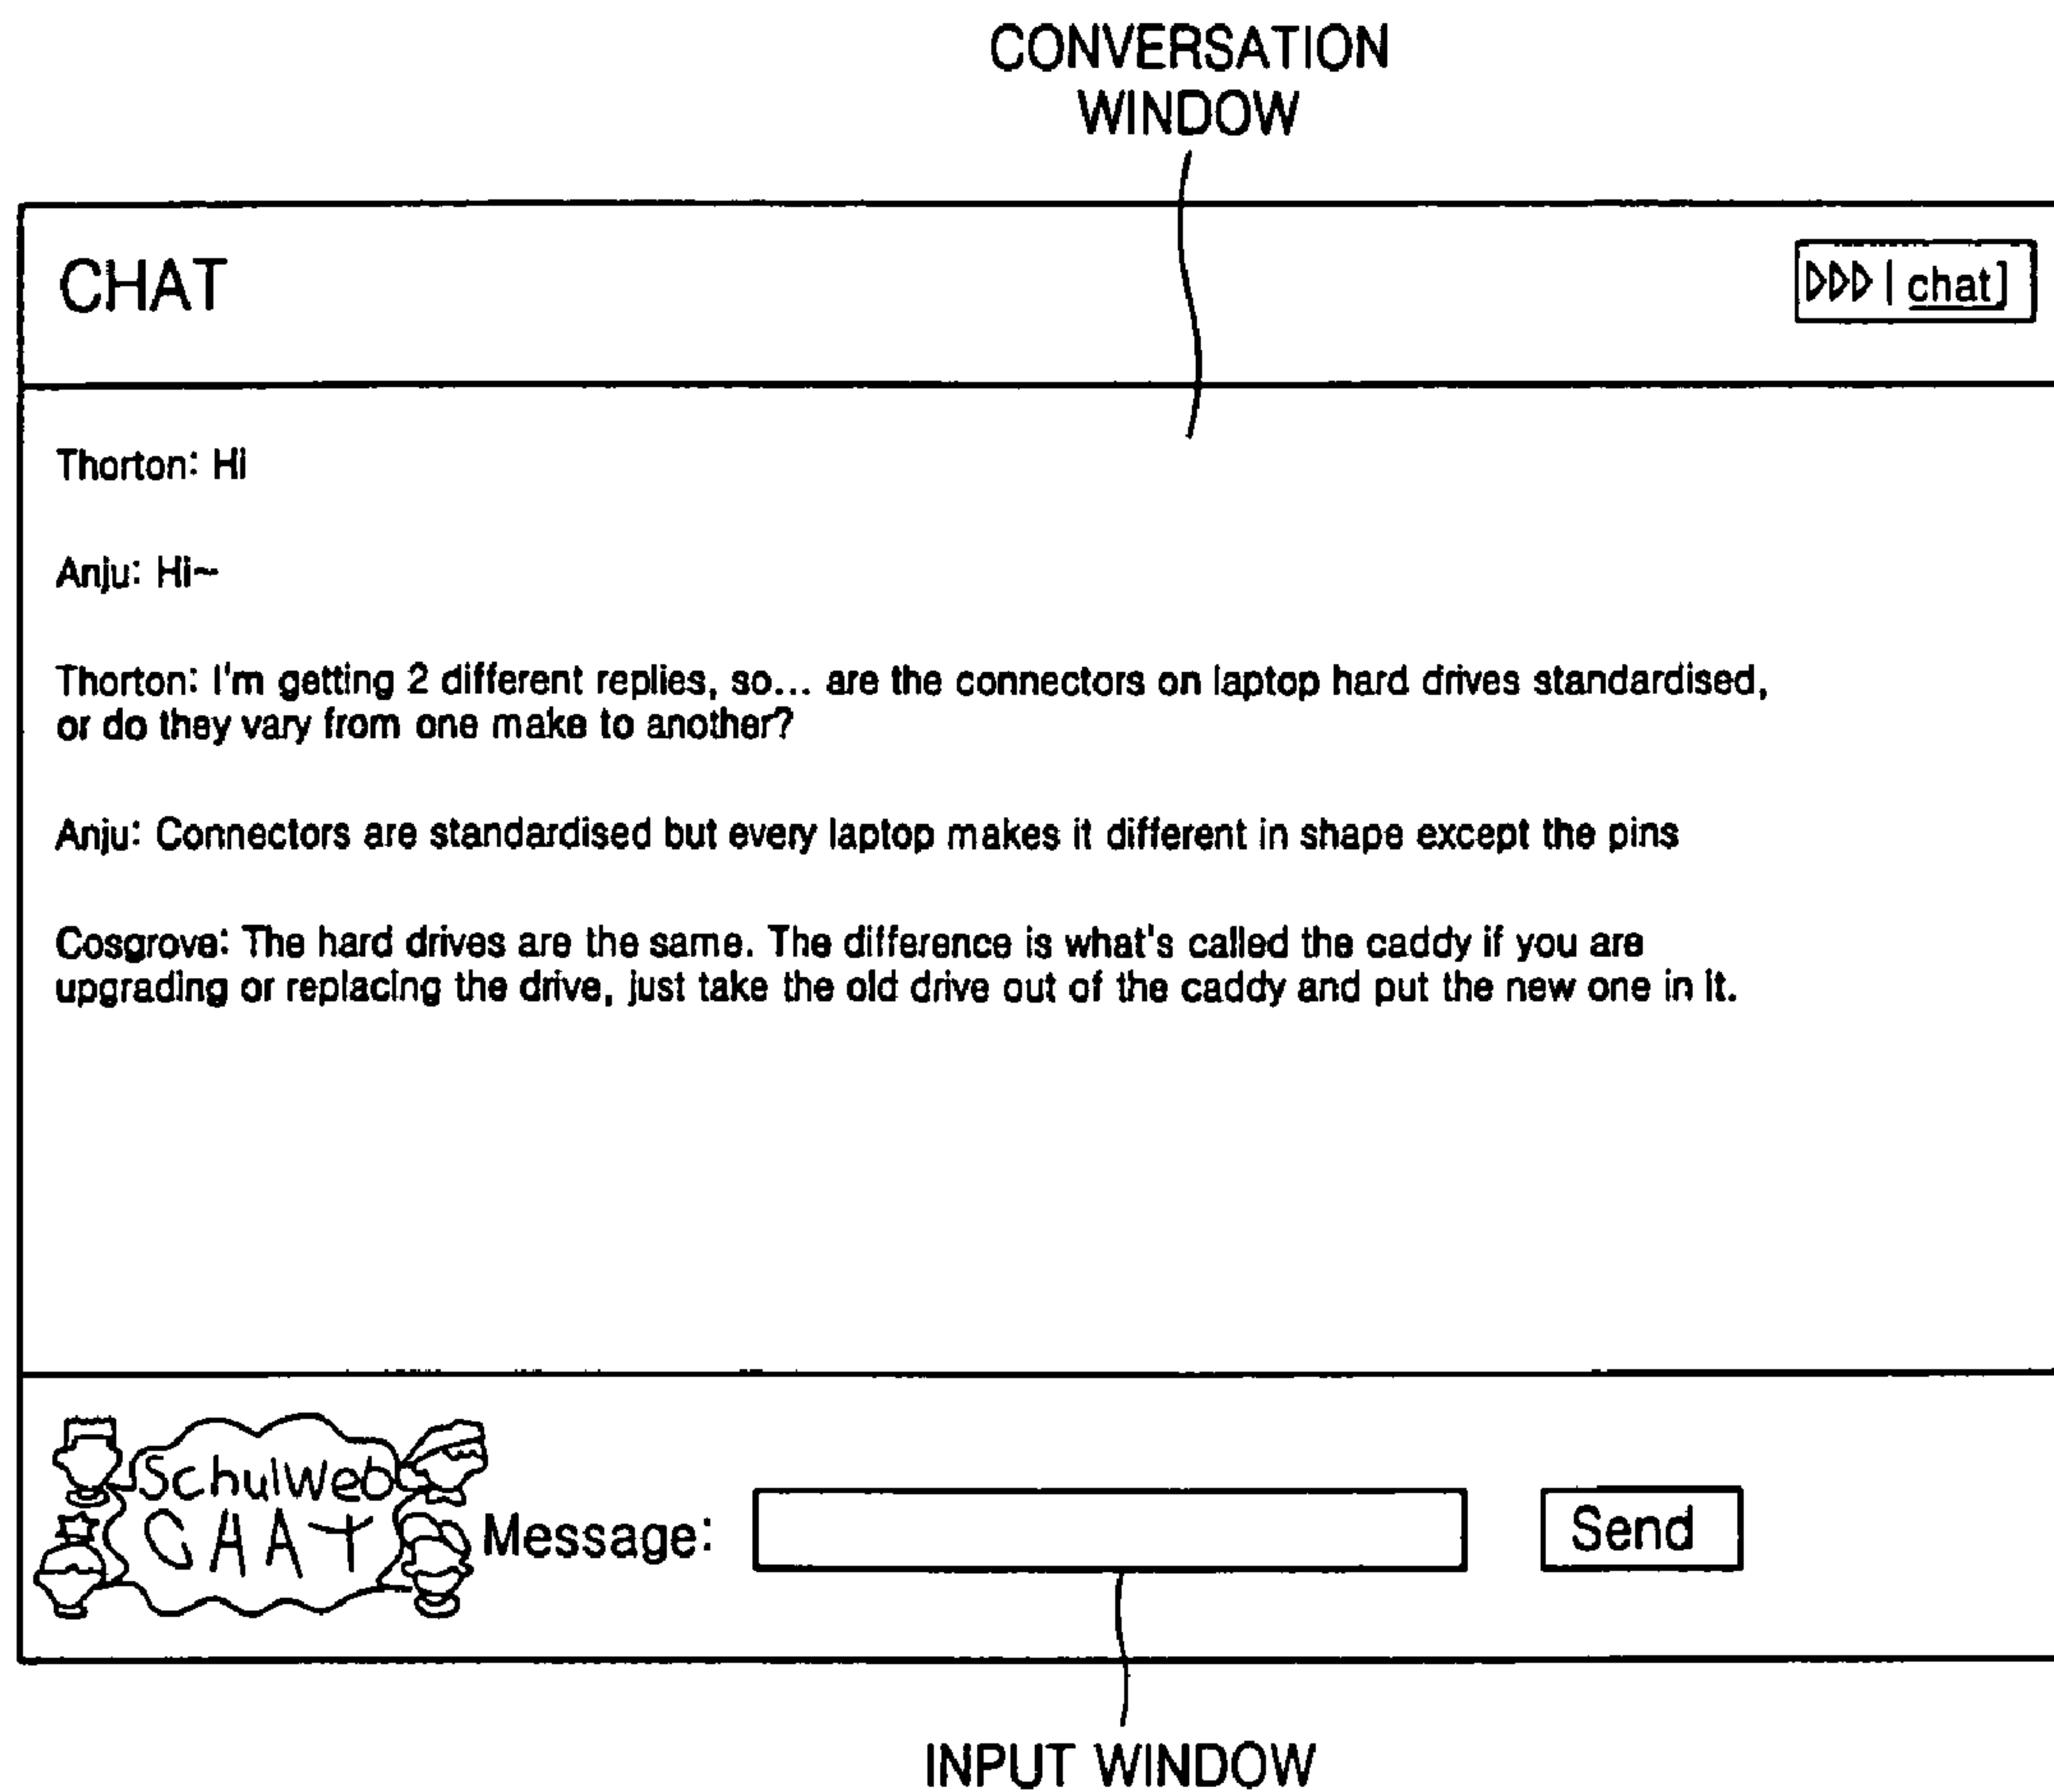 CONVERSATION
WINDOW
CHAT
▷▷▷ | chat]
Thorton: Hi
Anju: Hi~
Thorton: I'm getting 2 different replies, so... are the connectors on laptop hard drives standardised,
or do they vary from one make to another?
Anju: Connectors are standardised but every laptop makes it different in shape except the pins
Cosgrove: The hard drives are the same. The difference is what's called the caddy if you are
upgrading or replacing the drive, just take the old drive out of the caddy and put the new one in it.
Schulweb
CAAT
Message:
Send
INPUT WINDOW